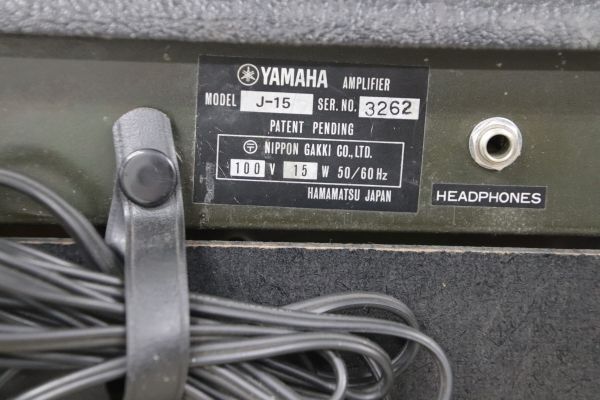 YAMAHA AMPLIFIER
MODEL J-15 SER. NO. 3262
PATENT PENDING
〒 NIPPON GAKKI CO., LTD.
100 V 15 W 50/60 Hz
HAMAMATSU JAPAN
HEADPHONES